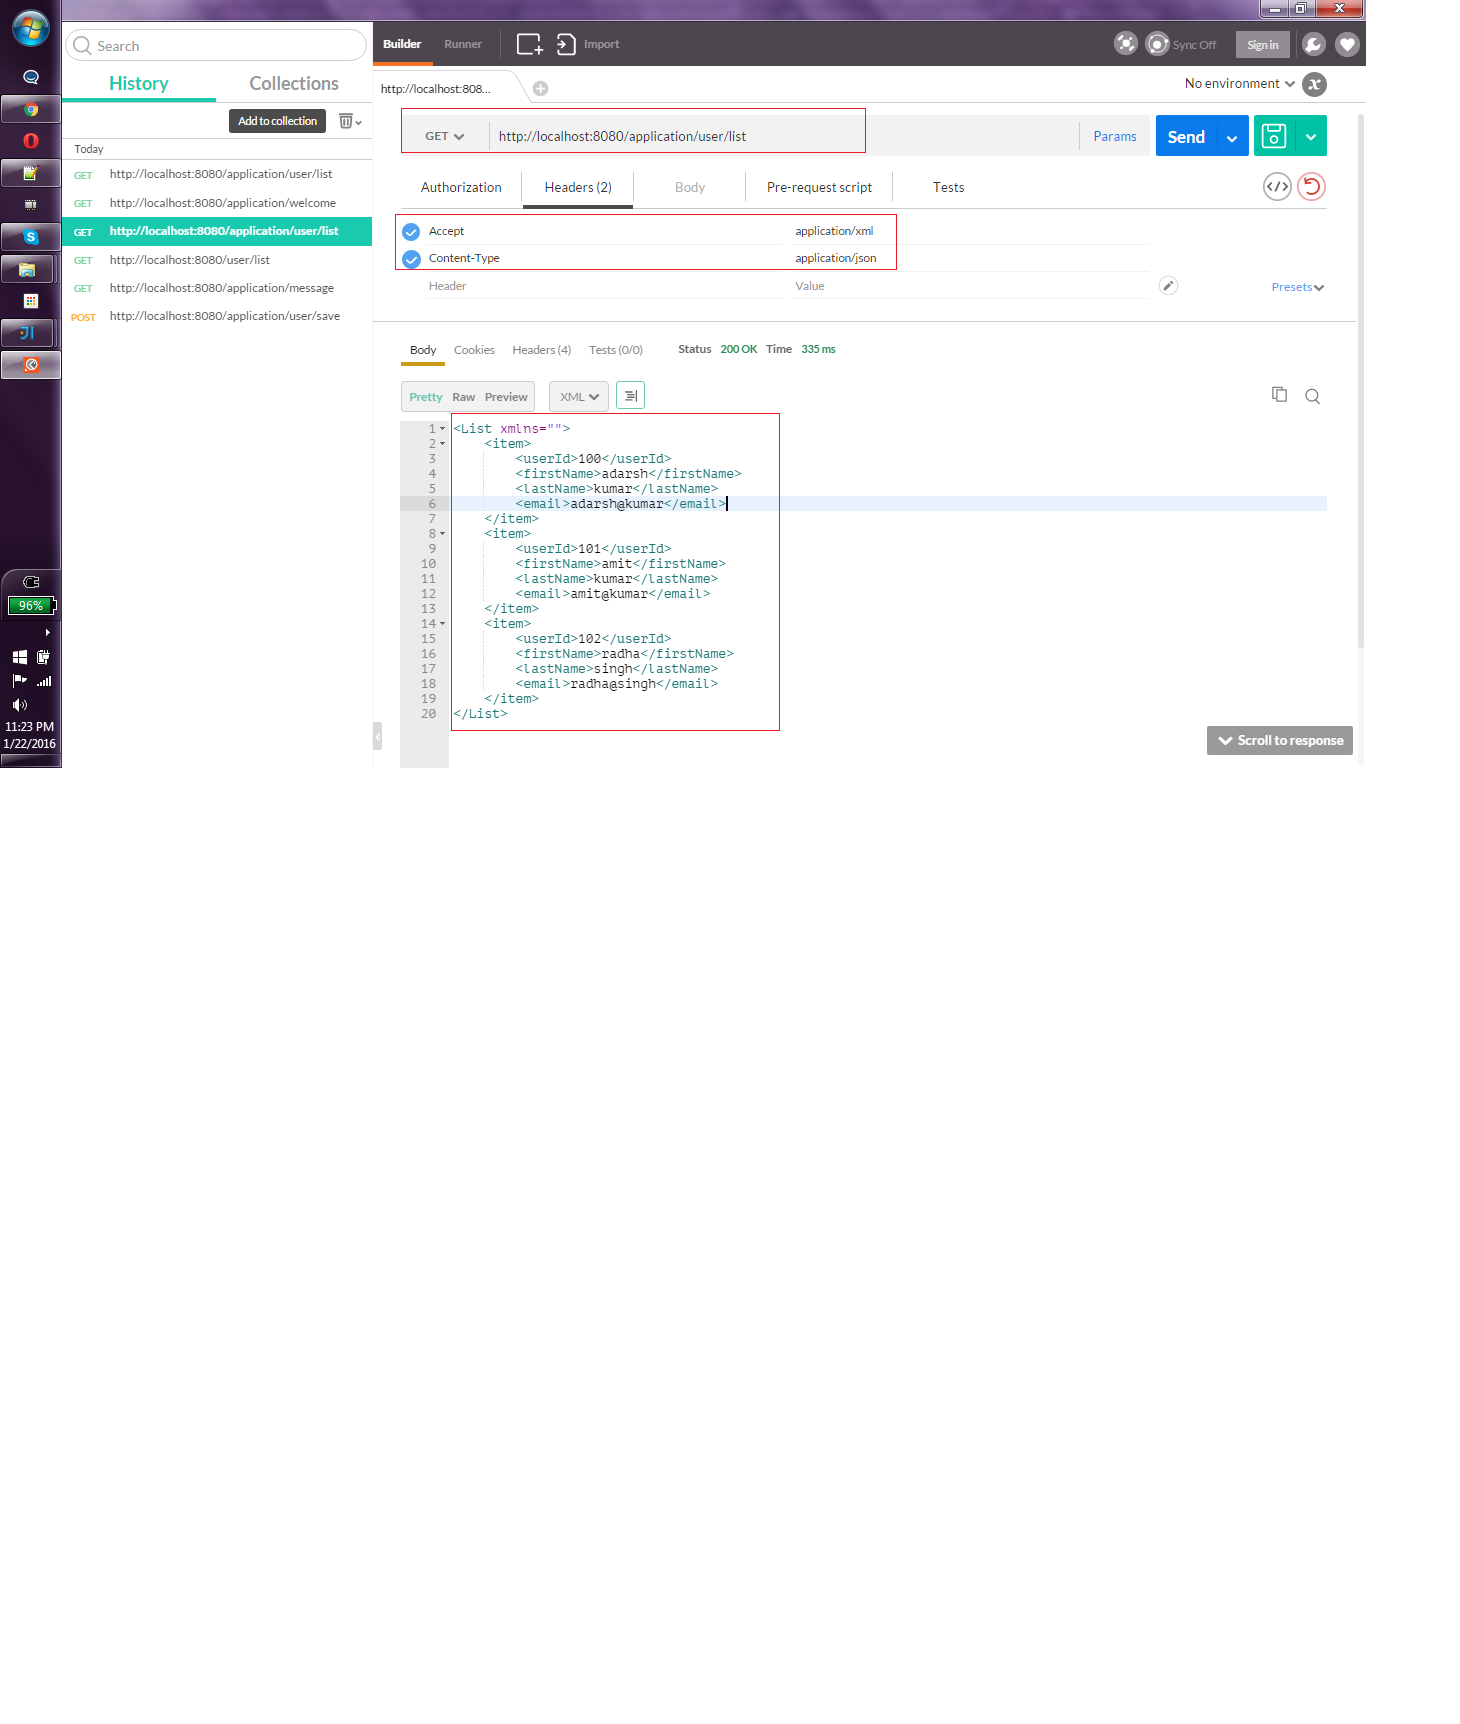 Search
History
Collections
Add to collection
Today
GET http://localhost:8080/application/user/list
GET http://localhost:8080/application/welcome
GET http://localhost:8080/application/user/list
GET http://localhost:8080/user/list
GET http://localhost:8080/application/message
POST http://localhost:8080/application/user/save
96%
11:23 PM
1/22/2016
Builder Runner Import Sync Off Sign in
http://localhost:808... No environment
GET http://localhost:8080/application/user/list Params Send
Authorization Headers (2) Body Pre-request script Tests
Accept application/xml
Content-Type application/json
Header Value Presets
Body Cookies Headers (4) Tests (0/0) Status 200 OK Time 335 ms
Pretty Raw Preview XML
1 <List xmlns="">
2 <item>
3 <userId>100</userId>
4 <firstName>adarsh</firstName>
5 <lastName>kumar</lastName>
6 <email>adarsh@kumar</email>
7 </item>
8 <item>
9 <userId>101</userId>
10 <firstName>amit</firstName>
11 <lastName>kumar</lastName>
12 <email>amit@kumar</email>
13 </item>
14 <item>
15 <userId>102</userId>
16 <firstName>radha</firstName>
17 <lastName>singh</lastName>
18 <email>radha@singh</email>
19 </item>
20 </List>
Scroll to response